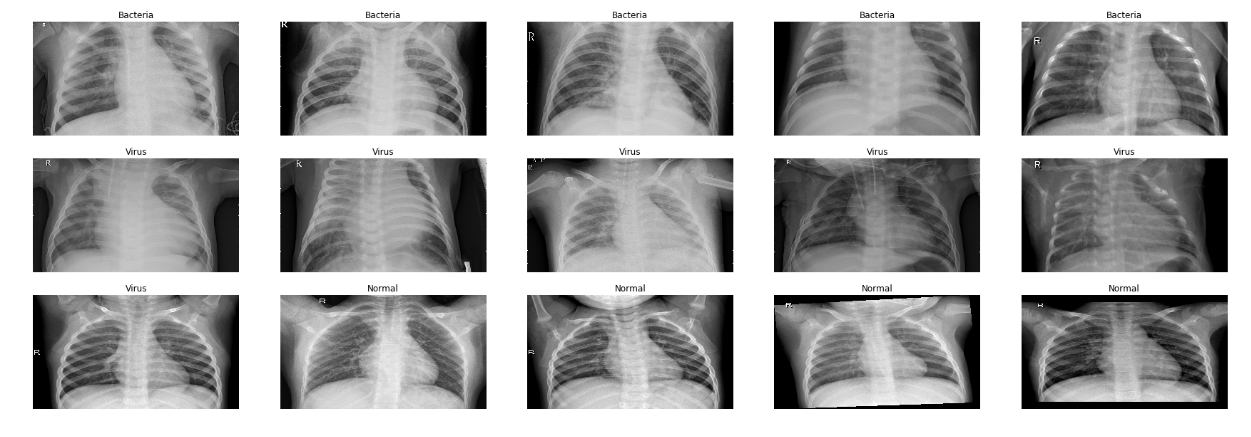 Bacteria Bacteria Bacteria Bacteria Bacteria
R
R
R
Virus Virus Virus Virus Virus
R R R
Virus Normal Normal Normal Normal
R